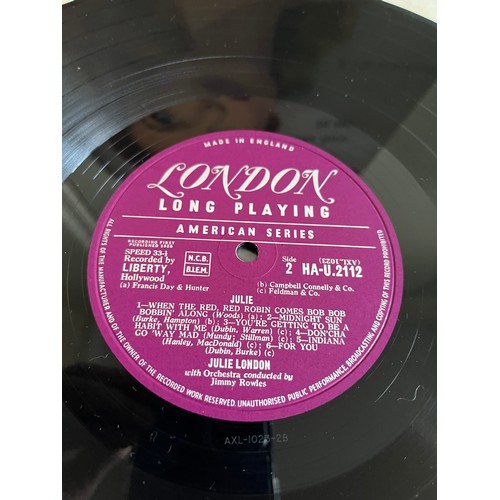 MADE IN ENGLAND
LONDON
LONG PLAYING
AMERICAN SERIES
RECORDING FIRST
PUBLISHED 1958
SPEED 33⅓
Recorded by
LIBERTY,
Hollywood
N.C.B.
B.I.E.M.
Side
2
(AXL.1023)
HA-U.2112
(a) Francis Day & Hunter
(b) Campbell Connelly & Co.
(c) Feldman & Co.
JULIE
1—WHEN THE RED, RED ROBIN COMES BOB BOB
BOBBIN' ALONG (Woods) (a): 2—MIDNIGHT SUN
(Burke, Hampton) (b): 3—YOU'RE GETTING TO BE A
HABIT WITH ME (Dubin, Warren) (c): 4—DON'CHA
GO 'WAY MAD (Mundy; Stillman) (c): 5—INDIANA
(Hanley, MacDonald) (c): 6—FOR YOU
(Dubin, Burke) (c)
JULIE LONDON
with Orchestra conducted by
Jimmy Rowles
ALL RIGHTS OF THE MANUFACTURER AND OF THE OWNER OF THE RECORDED WORK RESERVED. UNAUTHORISED PUBLIC PERFORMANCE, BROADCASTING AND COPYING OF THIS RECORD PROHIBITED
AXL-1023-2B